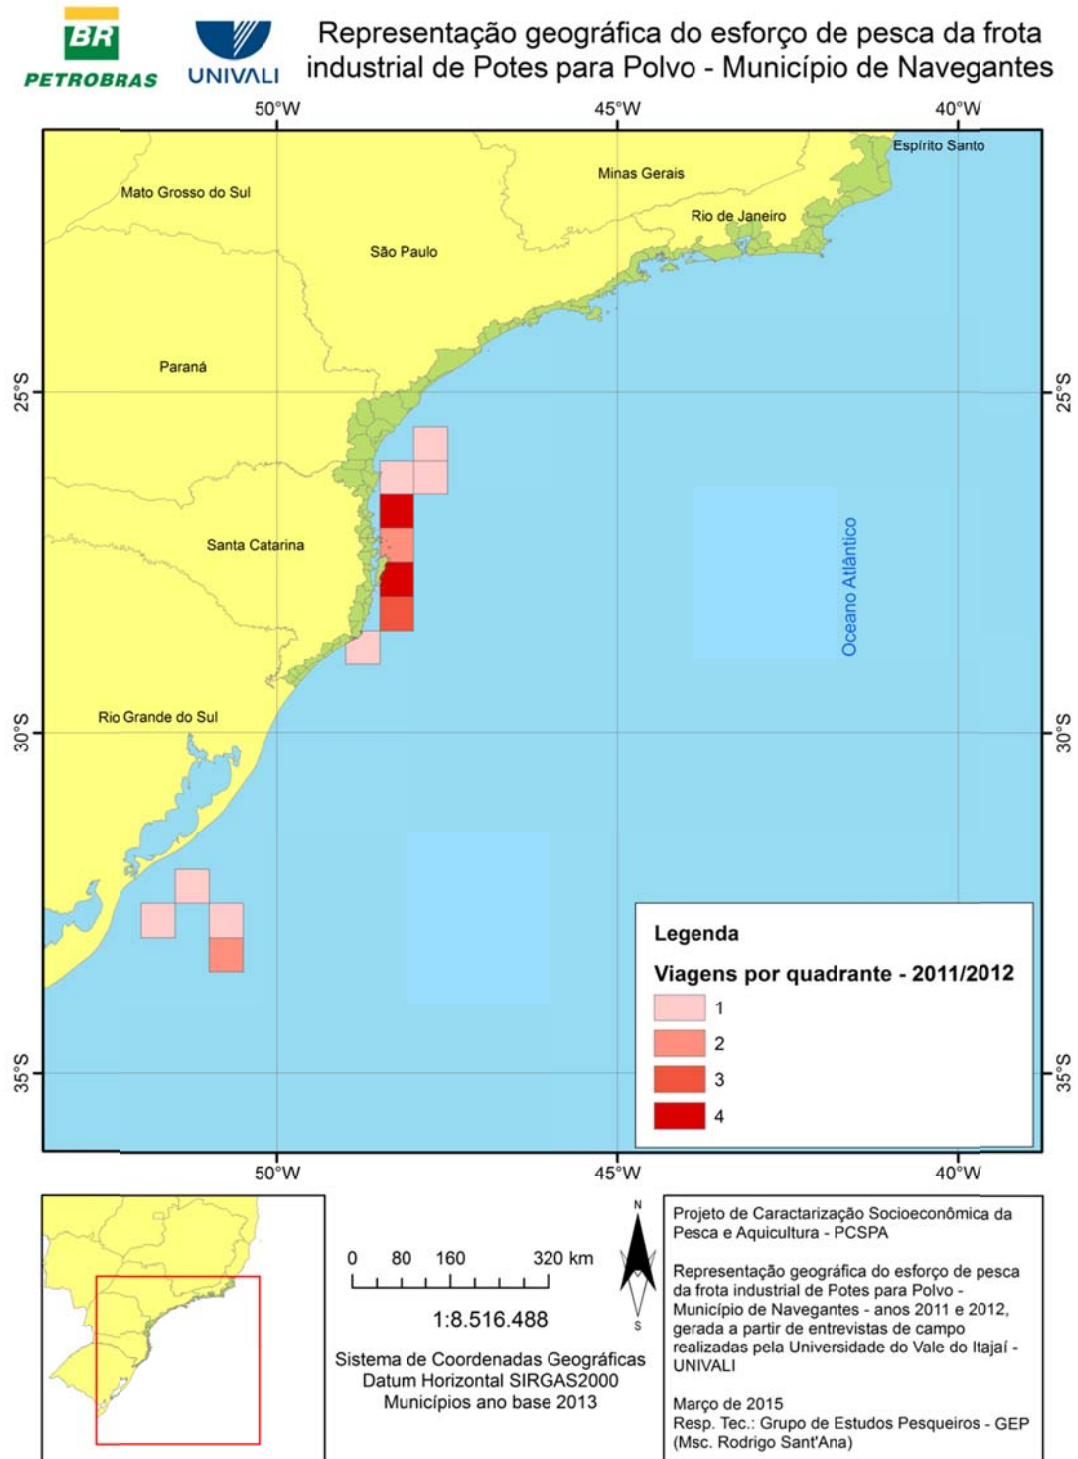 BR
PETROBRAS
UNIVALI
Representação geográfica do esforço de pesca da frota
industrial de Potes para Polvo - Município de Navegantes
50°W
45°W
40°W
Espírito Santo
Minas Gerais
Mato Grosso do Sul
Rio de Janeiro
São Paulo
Paraná
25°S
25°S
Santa Catarina
Oceano Atlântico
Rio Grande do Sul
30°S
30°S
Legenda
Viagens por quadrante - 2011/2012
1
2
3
4
35°S
35°S
50°W
45°W
40°W
0 80 160 320 km
1:8.516.488
Sistema de Coordenadas Geográficas
Datum Horizontal SIRGAS2000
Municípios ano base 2013
N
S
Projeto de Caractarização Socioeconômica da
Pesca e Aquicultura - PCSPA
Representação geográfica do esforço de pesca
da frota industrial de Potes para Polvo -
Município de Navegantes - anos 2011 e 2012,
gerada a partir de entrevistas de campo
realizadas pela Universidade do Vale do Itajaí -
UNIVALI
Março de 2015
Resp. Tec.: Grupo de Estudos Pesqueiros - GEP
(Msc. Rodrigo Sant'Ana)